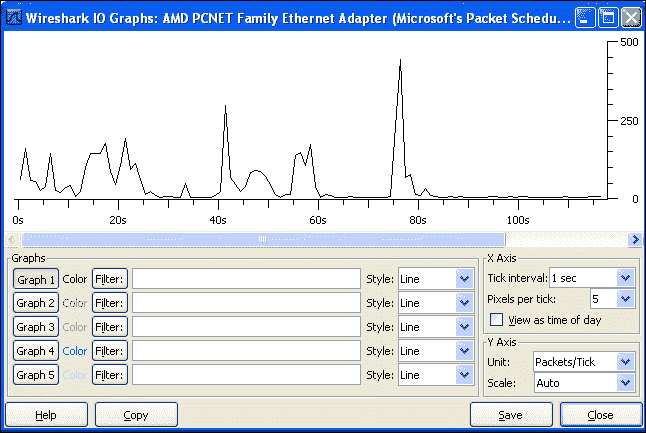 Wireshark IO Graphs: AMD PCNET Family Ethernet Adapter (Microsoft's Packet Schedu...
500
250
0
0s 20s 40s 60s 80s 100s
Graphs
Graph 1 Color Filter: Style: Line
Graph 2 Color Filter: Style: Line
Graph 3 Color Filter: Style: Line
Graph 4 Color Filter: Style: Line
Graph 5 Color Filter: Style: Line
X Axis
Tick interval: 1 sec
Pixels per tick: 5
View as time of day
Y Axis
Unit: Packets/Tick
Scale: Auto
Help Copy Save Close